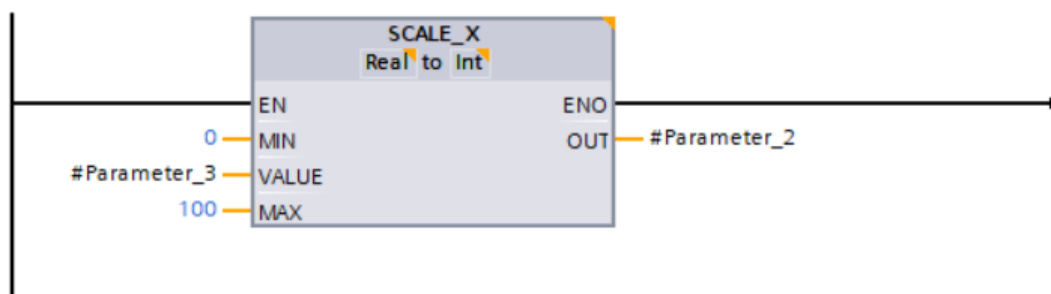 SCALE_X
Real to Int
EN ENO
0 MIN OUT #Parameter_2
#Parameter_3 VALUE
100 MAX